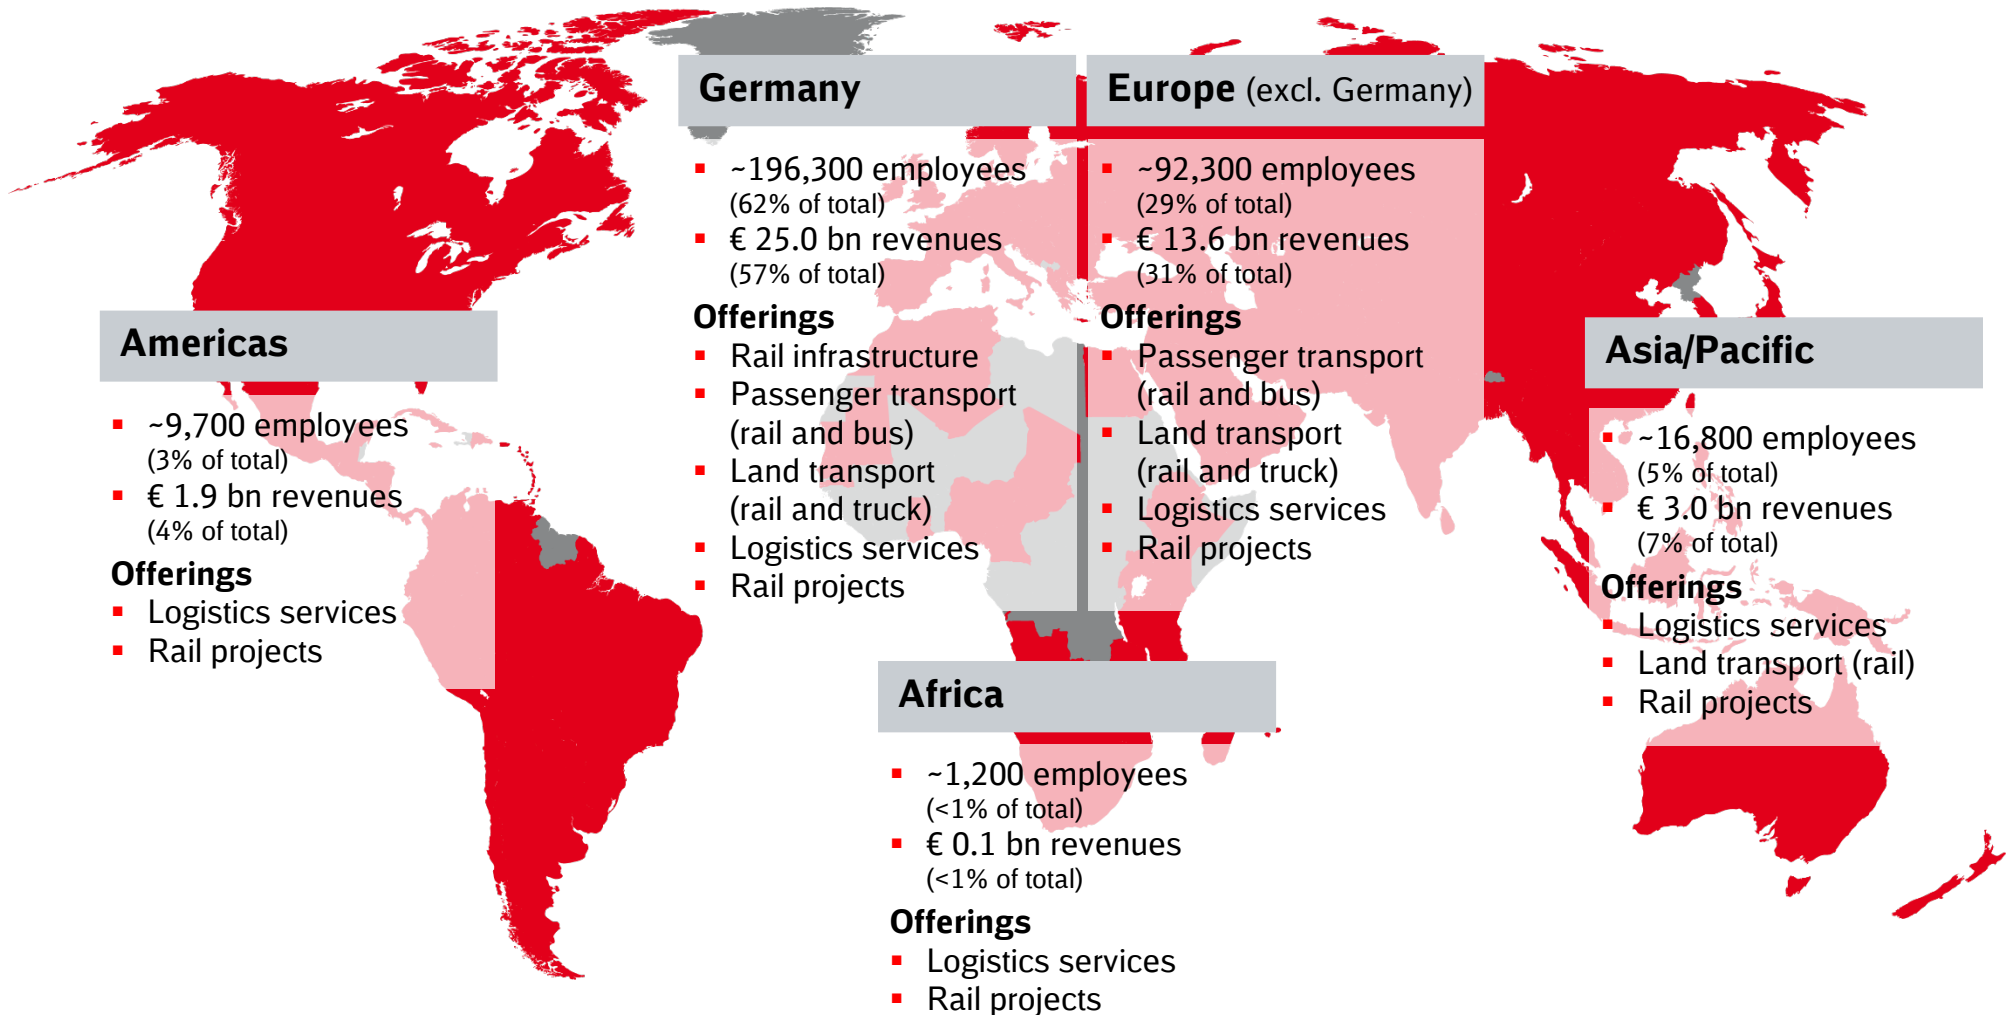 Germany
~196,300 employees
(62% of total)
€ 25.0 bn revenues
(57% of total)
Offerings
Rail infrastructure
Passenger transport
(rail and bus)
Land transport
(rail and truck)
Logistics services
Rail projects
Europe (excl. Germany)
~92,300 employees
(29% of total)
€ 13.6 bn revenues
(31% of total)
Offerings
Passenger transport
(rail and bus)
Land transport
(rail and truck)
Logistics services
Rail projects
Americas
~9,700 employees
(3% of total)
€ 1.9 bn revenues
(4% of total)
Offerings
Logistics services
Rail projects
Asia/Pacific
~16,800 employees
(5% of total)
€ 3.0 bn revenues
(7% of total)
Offerings
Logistics services
Land transport (rail)
Rail projects
Africa
~1,200 employees
(<1% of total)
€ 0.1 bn revenues
(<1% of total)
Offerings
Logistics services
Rail projects